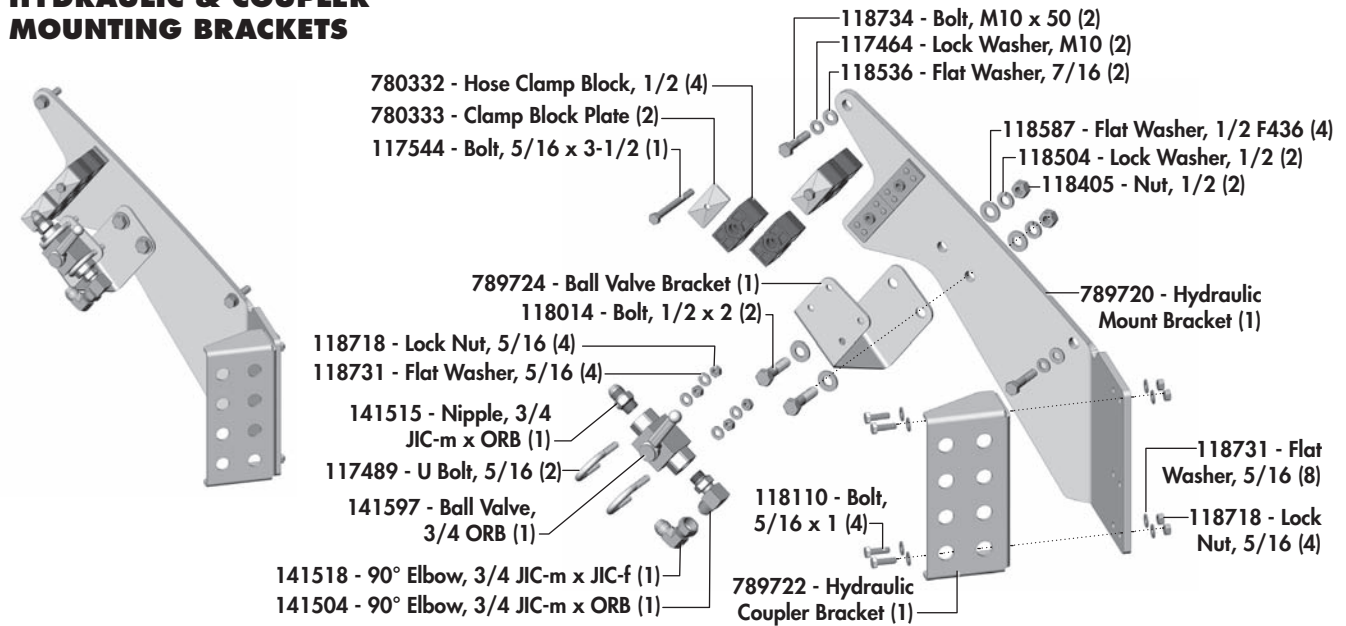 HYDRAULIC & COUPLER
MOUNTING BRACKETS
118734 - Bolt, M10 x 50 (2)
117464 - Lock Washer, M10 (2)
118536 - Flat Washer, 7/16 (2)
780332 - Hose Clamp Block, 1/2 (4)
780333 - Clamp Block Plate (2)
117544 - Bolt, 5/16 x 3-1/2 (1)
118587 - Flat Washer, 1/2 F436 (4)
118504 - Lock Washer, 1/2 (2)
118405 - Nut, 1/2 (2)
789724 - Ball Valve Bracket (1)
118014 - Bolt, 1/2 x 2 (2)
789720 - Hydraulic
Mount Bracket (1)
118718 - Lock Nut, 5/16 (4)
118731 - Flat Washer, 5/16 (4)
141515 - Nipple, 3/4
JIC-m x ORB (1)
117489 - U Bolt, 5/16 (2)
141597 - Ball Valve,
3/4 ORB (1)
141518 - 90° Elbow, 3/4 JIC-m x JIC-f (1)
141504 - 90° Elbow, 3/4 JIC-m x ORB (1)
118110 - Bolt,
5/16 x 1 (4)
789722 - Hydraulic
Coupler Bracket (1)
118731 - Flat
Washer, 5/16 (8)
118718 - Lock
Nut, 5/16 (4)